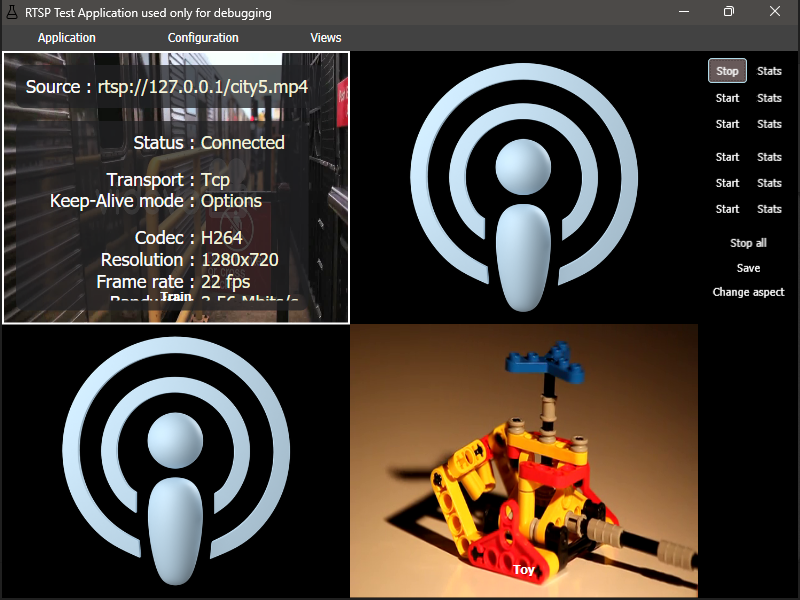 RTSP Test Application used only for debugging
Application Configuration Views
Source : rtsp://127.0.0.1/city5.mp4
Status : Connected
Transport : Tcp
Keep-Alive mode : Options
Codec : H264
Resolution : 1280x720
Frame rate : 22 fps
Train
Toy
Stop Stats
Start Stats
Start Stats
Start Stats
Start Stats
Start Stats
Stop all
Save
Change aspect